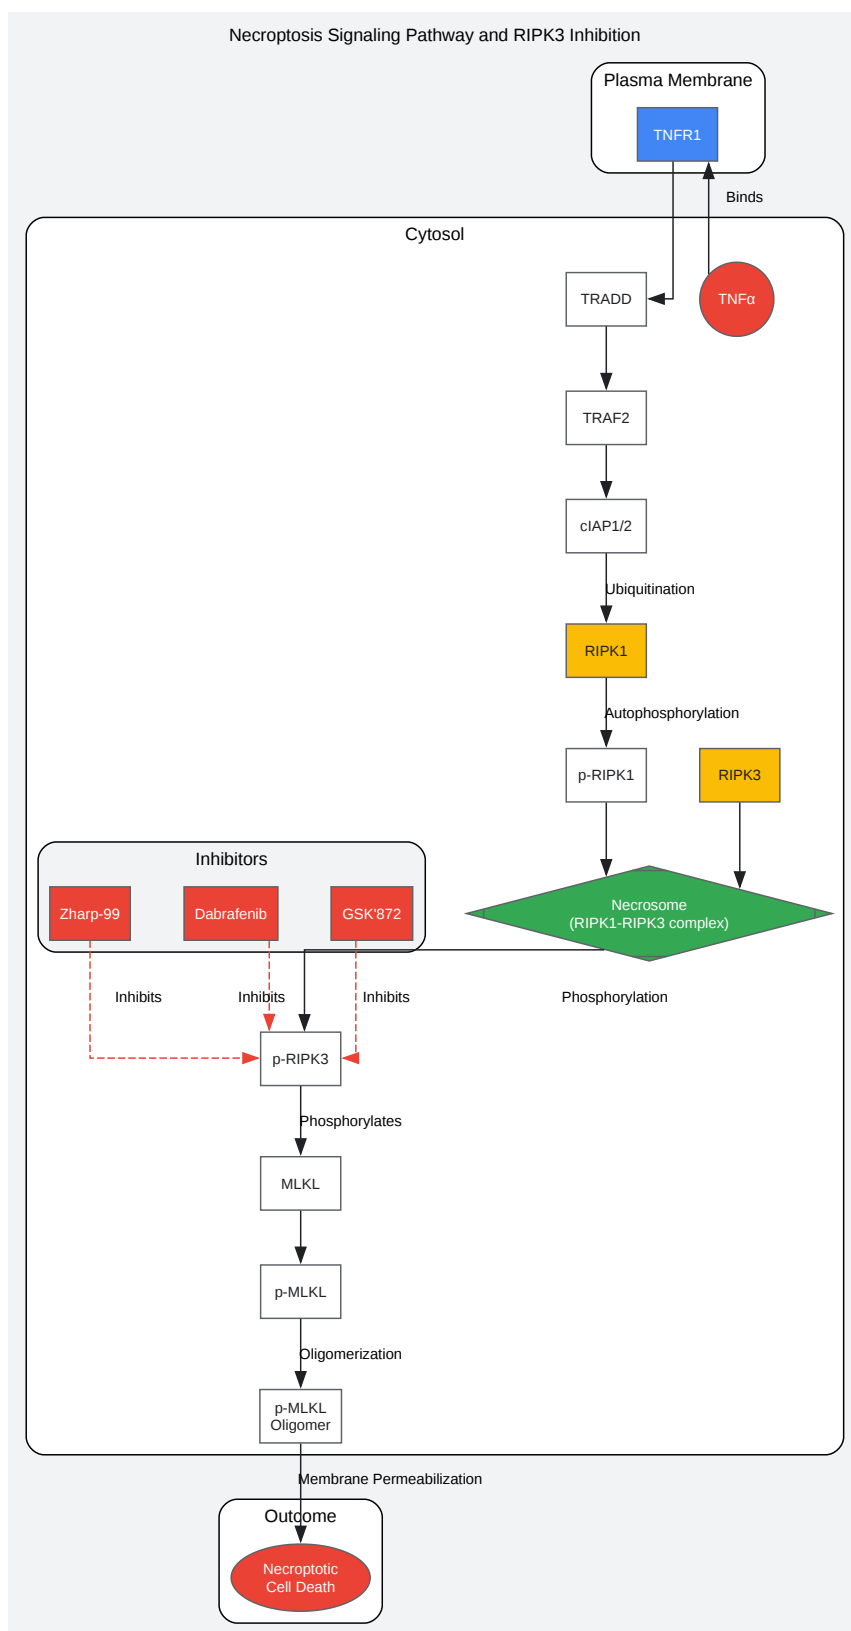 Necroptosis Signaling Pathway and RIPK3 Inhibition
Plasma Membrane
TNFR1
Binds
Cytosol
TRADD
TNFα
TRAF2
cIAP1/2
Ubiquitination
RIPK1
Autophosphorylation
p-RIPK1
RIPK3
Inhibitors
Zharp-99
Dabrafenib
GSK'872
Necrosome
(RIPK1-RIPK3 complex)
Inhibits
Inhibits
Inhibits
Phosphorylation
p-RIPK3
Phosphorylates
MLKL
p-MLKL
Oligomerization
p-MLKL
Oligomer
Membrane Permeabilization
Outcome
Necroptotic
Cell Death